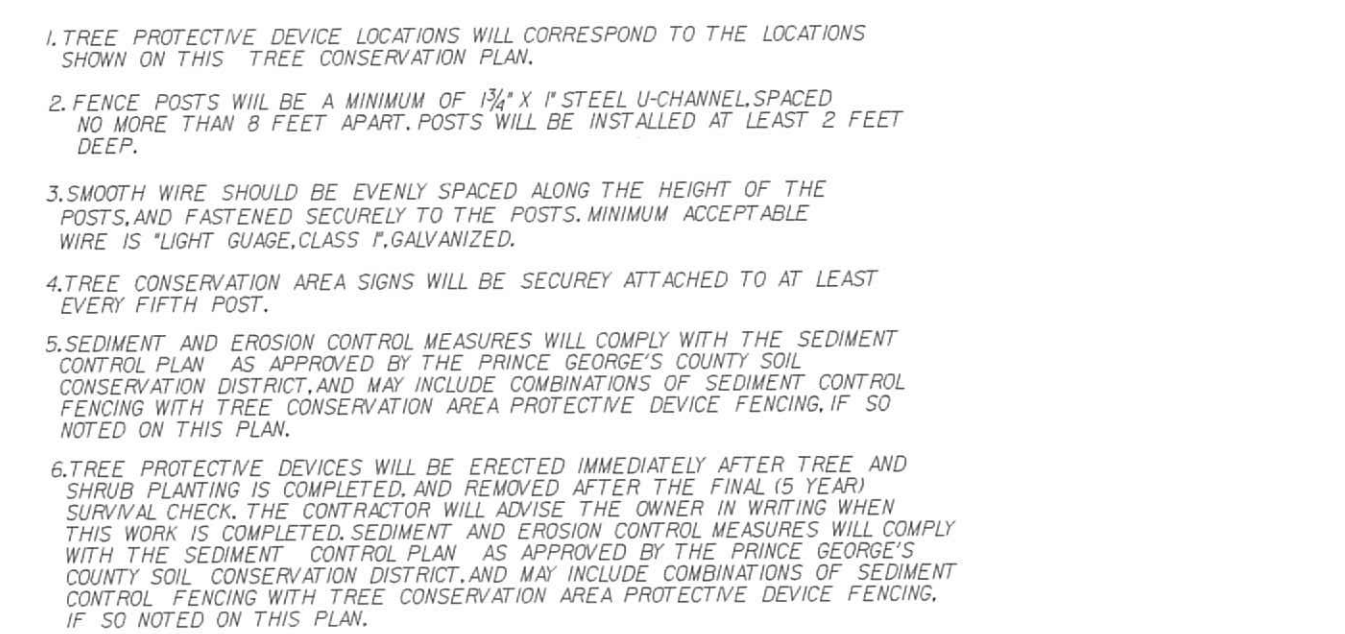 1. TREE PROTECTIVE DEVICE LOCATIONS WILL CORRESPOND TO THE LOCATIONS
SHOWN ON THIS TREE CONSERVATION PLAN.
2. FENCE POSTS WIIL BE A MINIMUM OF 1¾" X 1" STEEL U-CHANNEL, SPACED
NO MORE THAN 8 FEET APART. POSTS WILL BE INSTALLED AT LEAST 2 FEET
DEEP.
3. SMOOTH WIRE SHOULD BE EVENLY SPACED ALONG THE HEIGHT OF THE
POSTS, AND FASTENED SECURELY TO THE POSTS. MINIMUM ACCEPTABLE
WIRE IS "LIGHT GUAGE, CLASS 1", GALVANIZED.
4. TREE CONSERVATION AREA SIGNS WILL BE SECUREY ATTACHED TO AT LEAST
EVERY FIFTH POST.
5. SEDIMENT AND EROSION CONTROL MEASURES WILL COMPLY WITH THE SEDIMENT
CONTROL PLAN AS APPROVED BY THE PRINCE GEORGE'S COUNTY SOIL
CONSERVATION DISTRICT, AND MAY INCLUDE COMBINATIONS OF SEDIMENT CONTROL
FENCING WITH TREE CONSERVATION AREA PROTECTIVE DEVICE FENCING, IF SO
NOTED ON THIS PLAN.
6. TREE PROTECTIVE DEVICES WILL BE ERECTED IMMEDIATELY AFTER TREE AND
SHRUB PLANTING IS COMPLETED, AND REMOVED AFTER THE FINAL (5 YEAR)
SURVIVAL CHECK. THE CONTRACTOR WILL ADVISE THE OWNER IN WRITING WHEN
THIS WORK IS COMPLETED. SEDIMENT AND EROSION CONTROL MEASURES WILL COMPLY
WITH THE SEDIMENT CONTROL PLAN AS APPROVED BY THE PRINCE GEORGE'S
COUNTY SOIL CONSERVATION DISTRICT, AND MAY INCLUDE COMBINATIONS OF SEDIMENT
CONTROL FENCING WITH TREE CONSERVATION AREA PROTECTIVE DEVICE FENCING,
IF SO NOTED ON THIS PLAN.